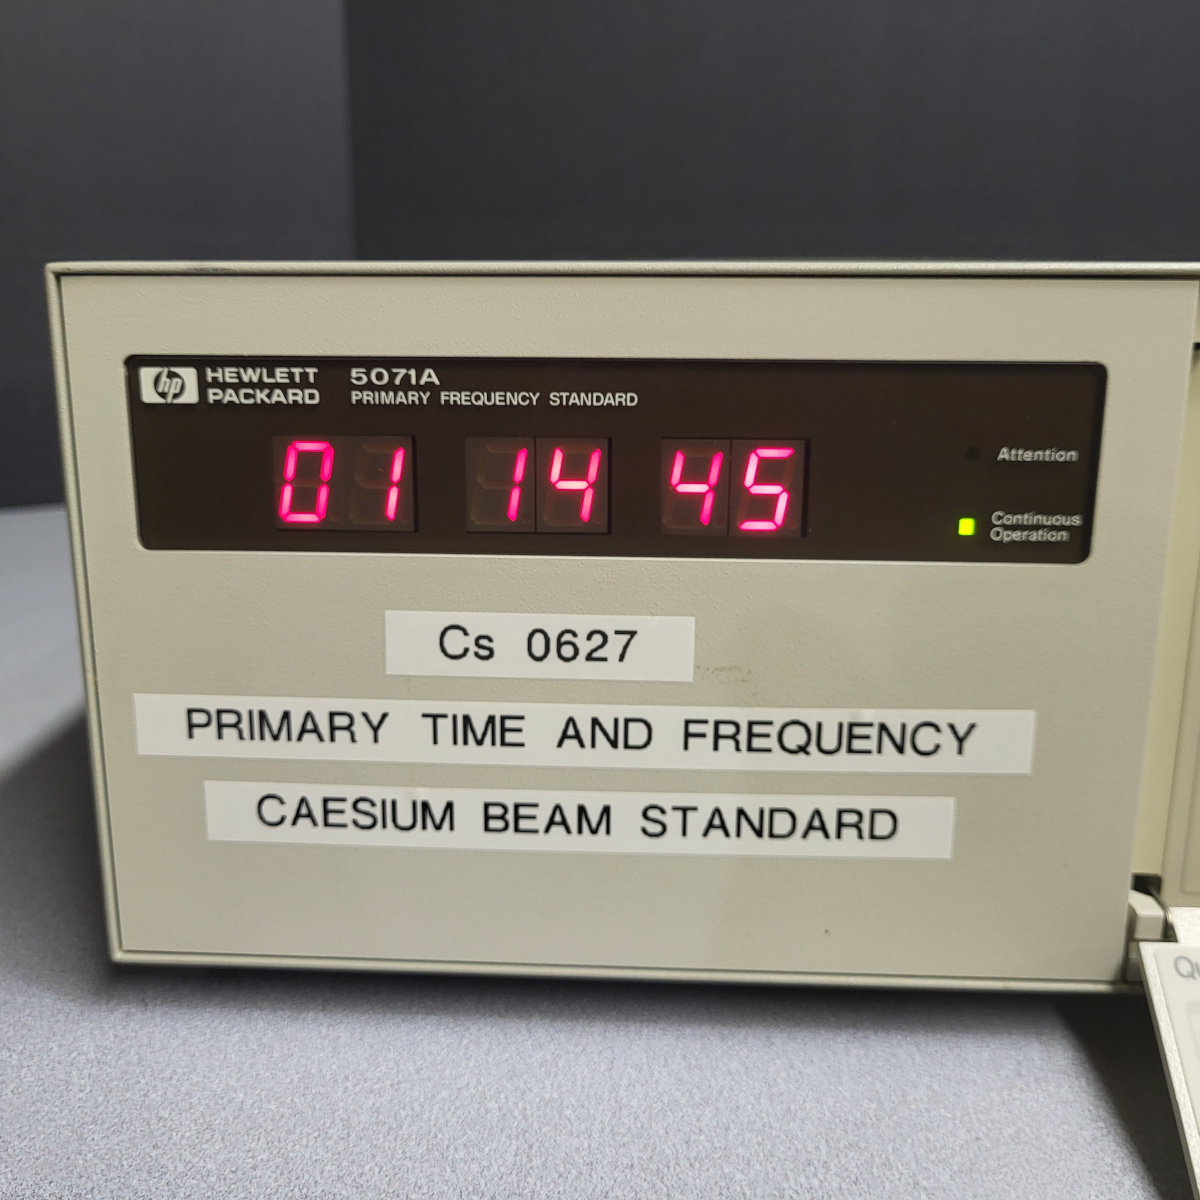 hp HEWLETT PACKARD 5071A
PRIMARY FREQUENCY STANDARD
01 14 45
Attention
Continuous
Operation
Cs 0627
PRIMARY TIME AND FREQUENCY
CAESIUM BEAM STANDARD